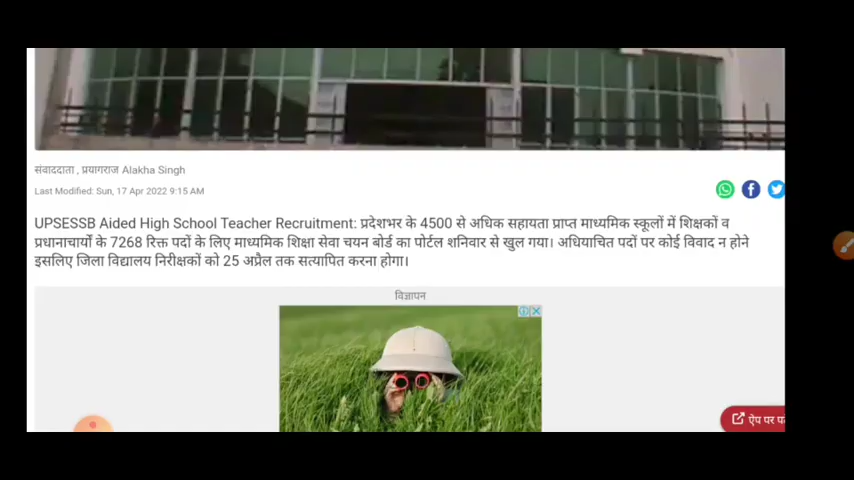 संवाददाता , प्रयागराज Alakha Singh
Last Modified: Sun, 17 Apr 2022 9:15 AM
UPSESSB Aided High School Teacher Recruitment: प्रदेशभर के 4500 से अधिक सहायता प्राप्त माध्यमिक स्कूलों में शिक्षकों व
प्रधानाचार्यों के 7268 रिक्त पदों के लिए माध्यमिक शिक्षा सेवा चयन बोर्ड का पोर्टल शनिवार से खुल गया। अधियाचित पदों पर कोई विवाद न होने
इसलिए जिला विद्यालय निरीक्षकों को 25 अप्रैल तक सत्यापित करना होगा।
विज्ञापन
ऐप पर